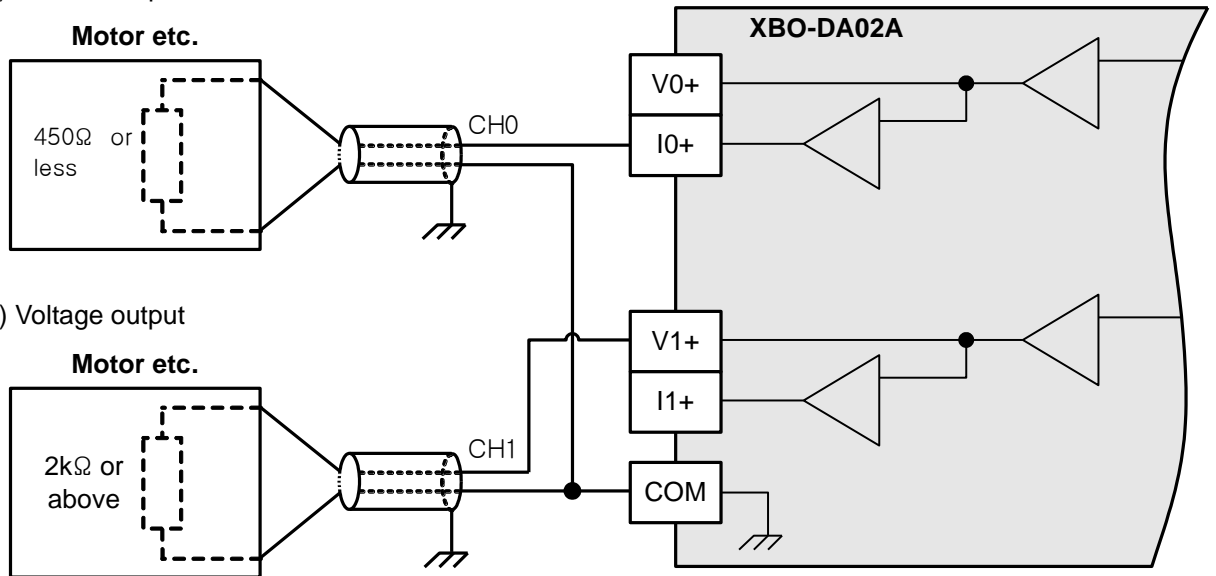 XBO-DA02A
Motor etc.
450Ω or
less
CH0
V0+
I0+
) Voltage output
Motor etc.
2kΩ or
above
CH1
V1+
I1+
COM